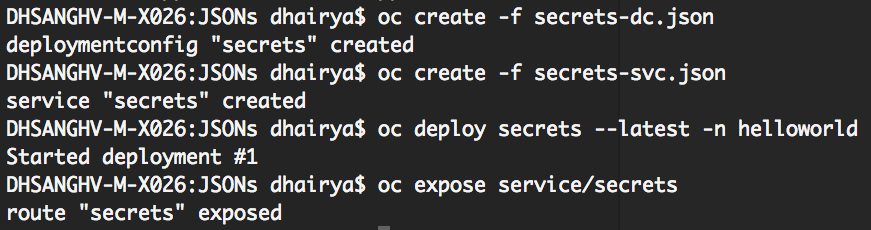 DHSANGHV-M-X026:JSONs dhairya$ oc create -f secrets-dc.json
deploymentconfig "secrets" created
DHSANGHV-M-X026:JSONs dhairya$ oc create -f secrets-svc.json
service "secrets" created
DHSANGHV-M-X026:JSONs dhairya$ oc deploy secrets --latest -n helloworld
Started deployment #1
DHSANGHV-M-X026:JSONs dhairya$ oc expose service/secrets
route "secrets" exposed